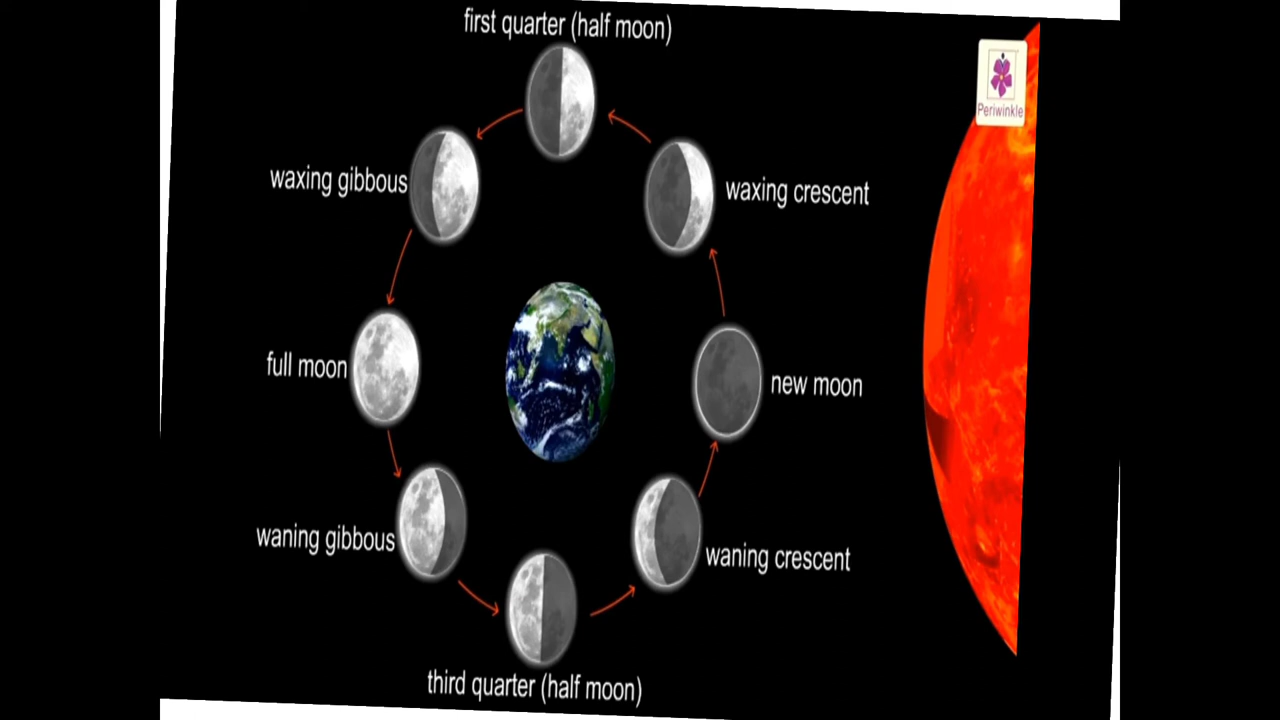 first quarter (half moon)
Periwinkle
waxing gibbous
waxing crescent
full moon
new moon
waning gibbous
waning crescent
third quarter (half moon)